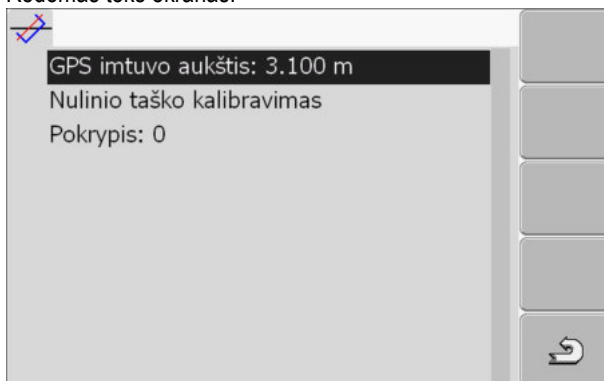 GPS imtuvo aukštis: 3.100 m
Nulinio taško kalibravimas
Pokrypis: 0